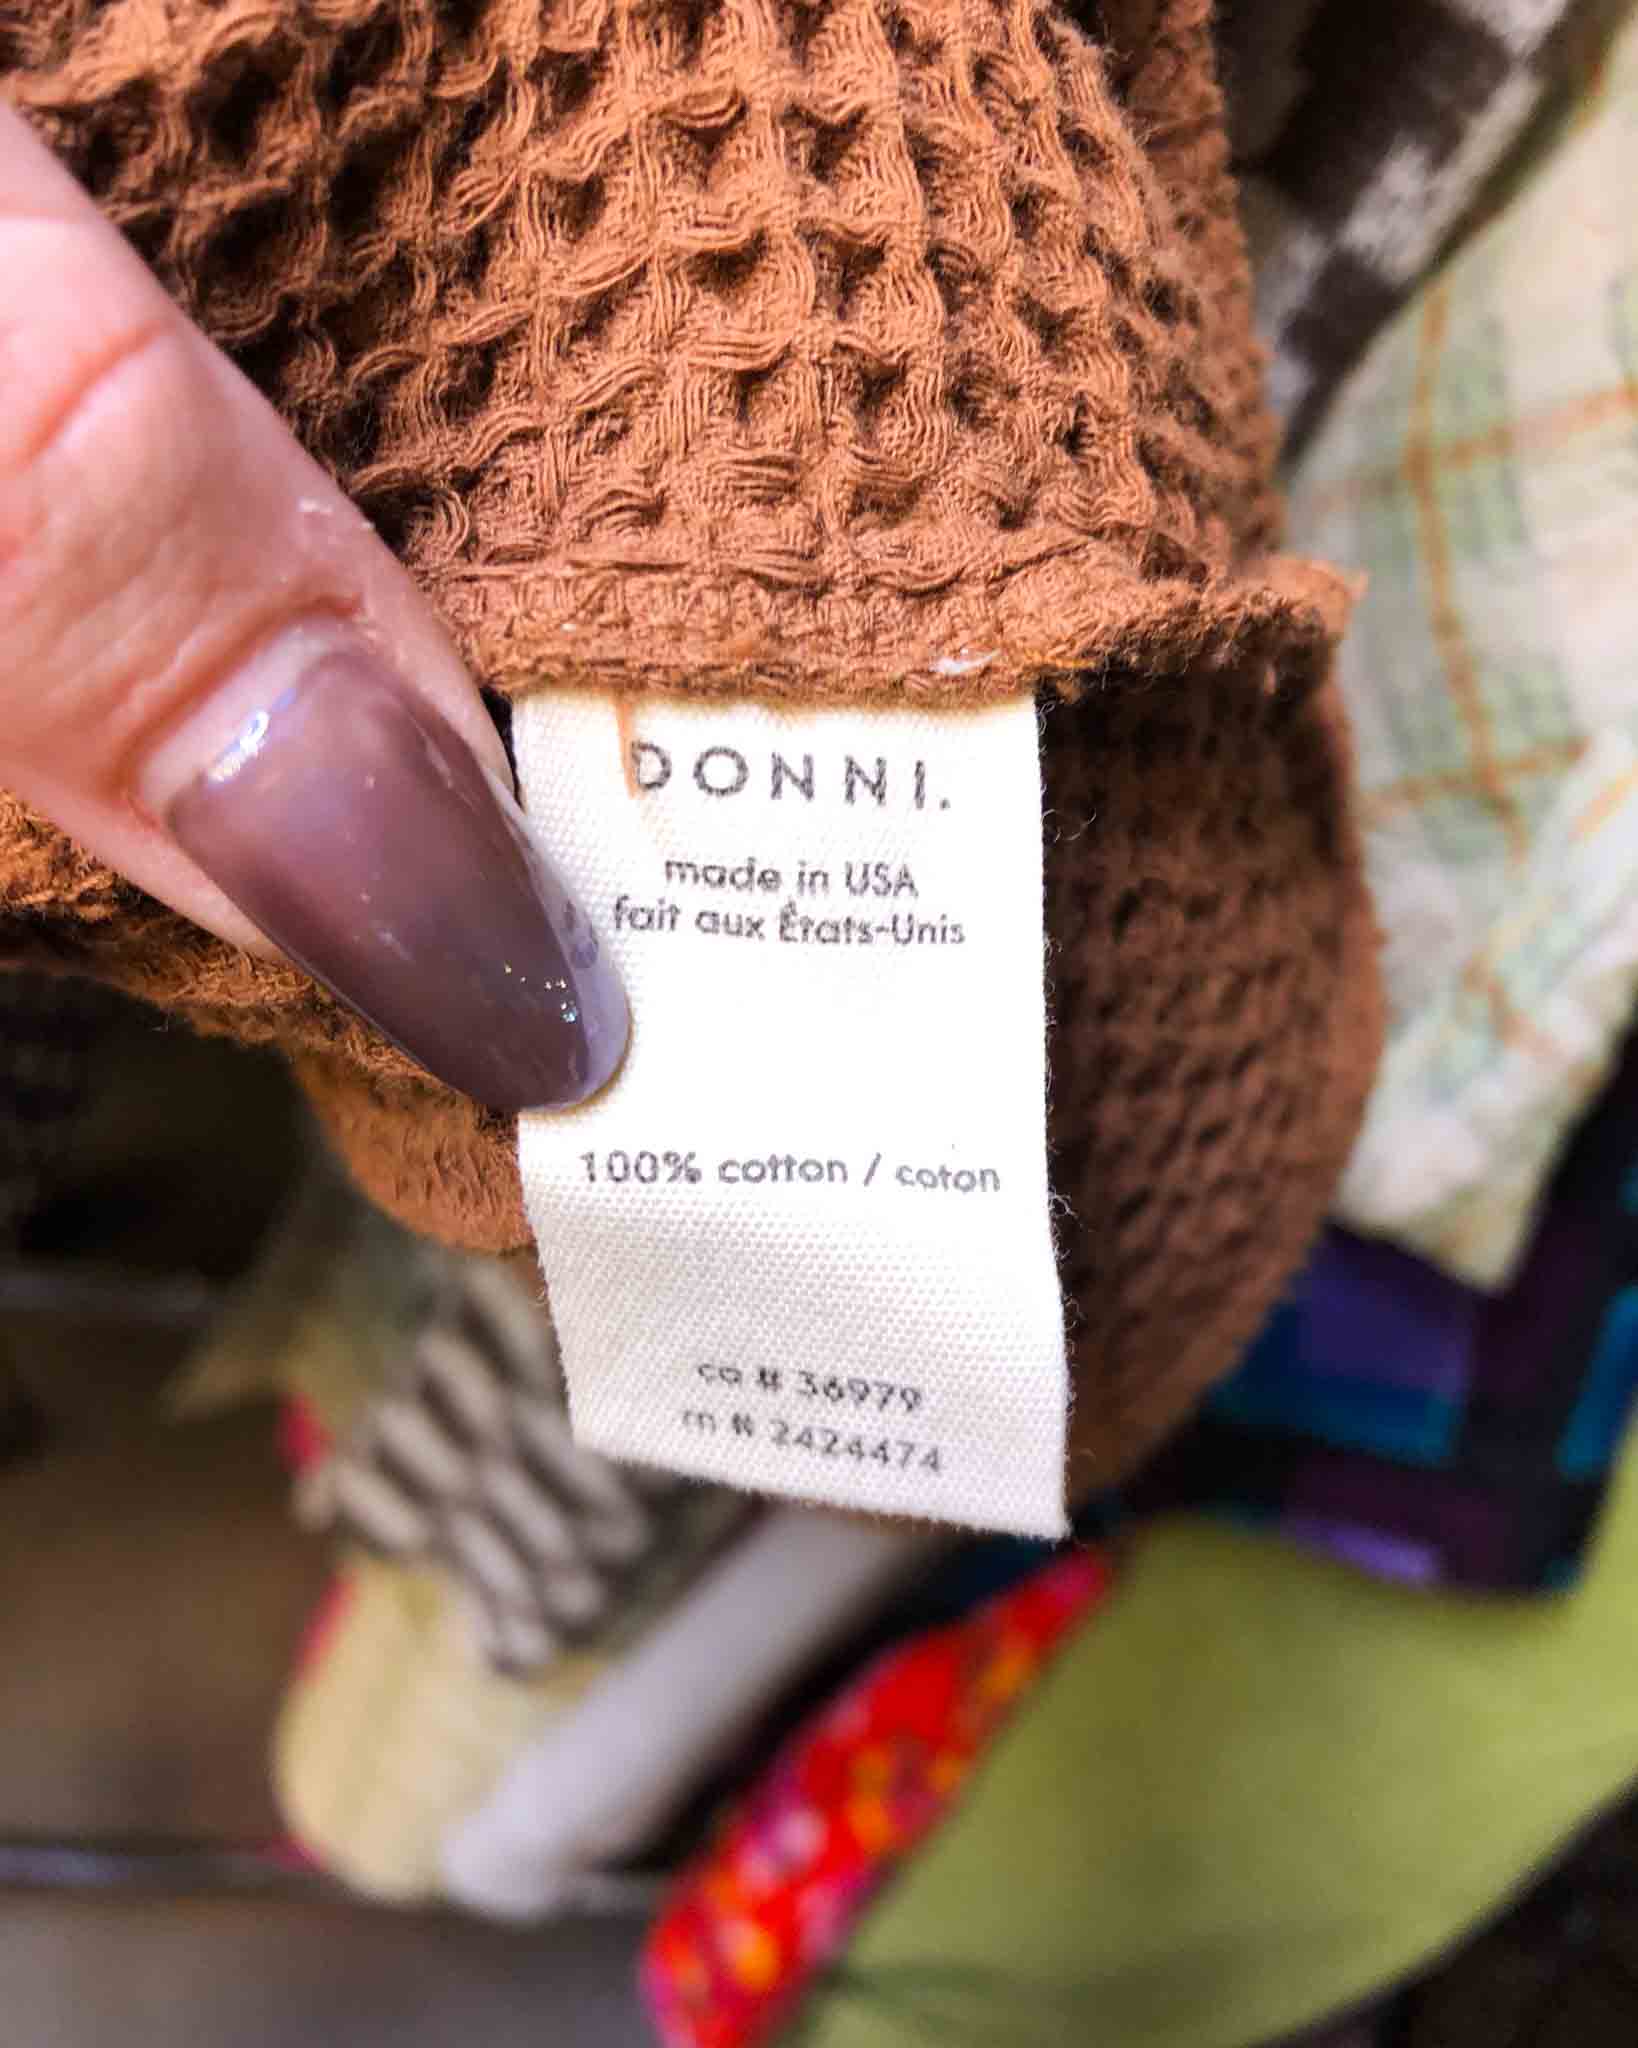 DONNI.
made in USA
fait aux États-Unis
100% cotton / coton
ca # 36979
rn # 2424474